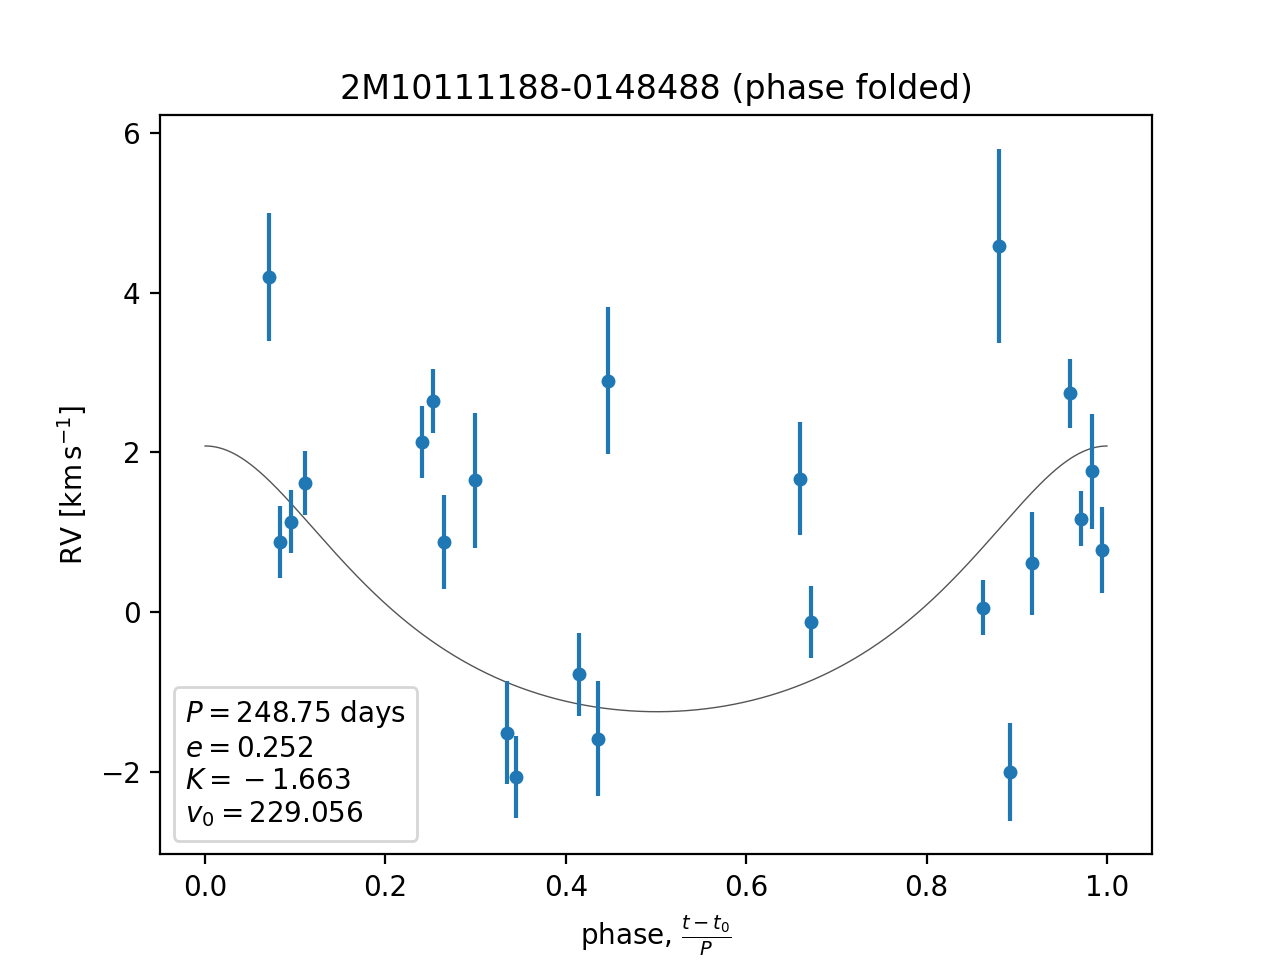 2M10111188-0148488 (phase folded)
6
4
2
0
−2
RV [km s⁻¹]
P = 248.75 days
e = 0.252
K = −1.663
v₀ = 229.056
0.0 0.2 0.4 0.6 0.8 1.0
phase, (t − t₀)/P